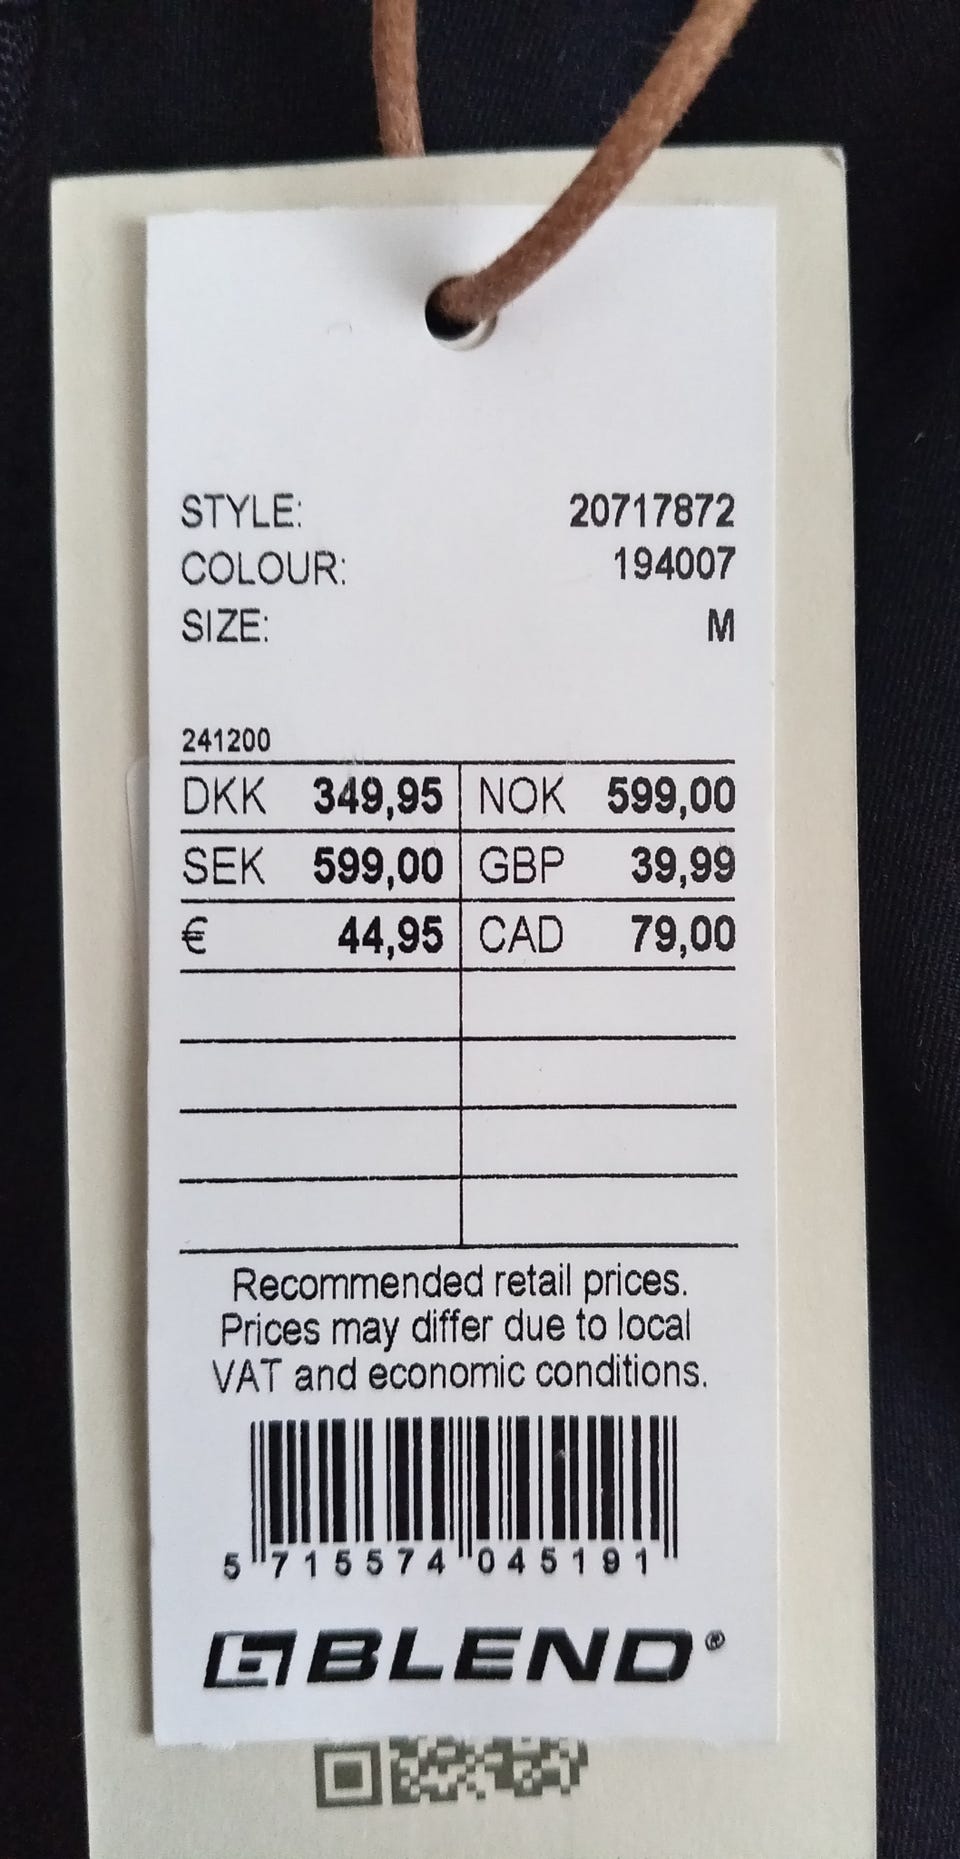 STYLE: 20717872
COLOUR: 194007
SIZE: M
241200
DKK 349,95 NOK 599,00
SEK 599,00 GBP 39,99
€ 44,95 CAD 79,00
Recommended retail prices.
Prices may differ due to local
VAT and economic conditions.
5 715574 045191
BLEND®